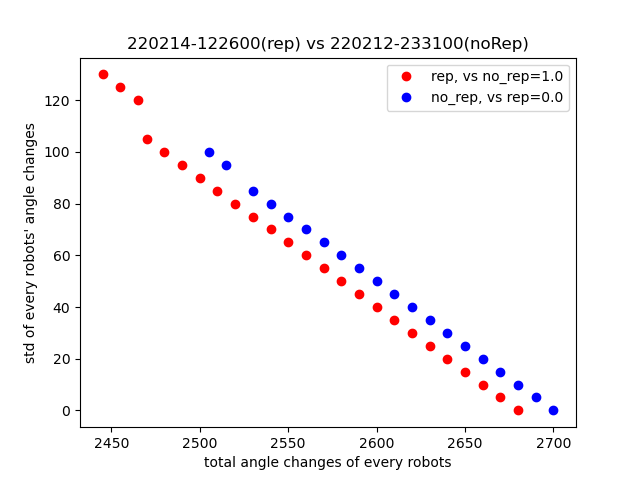 220214-122600(rep) vs 220212-233100(noRep)
rep, vs no_rep=1.0
no_rep, vs rep=0.0
std of every robots' angle changes
120
100
80
60
40
20
0
2450 2500 2550 2600 2650 2700
total angle changes of every robots